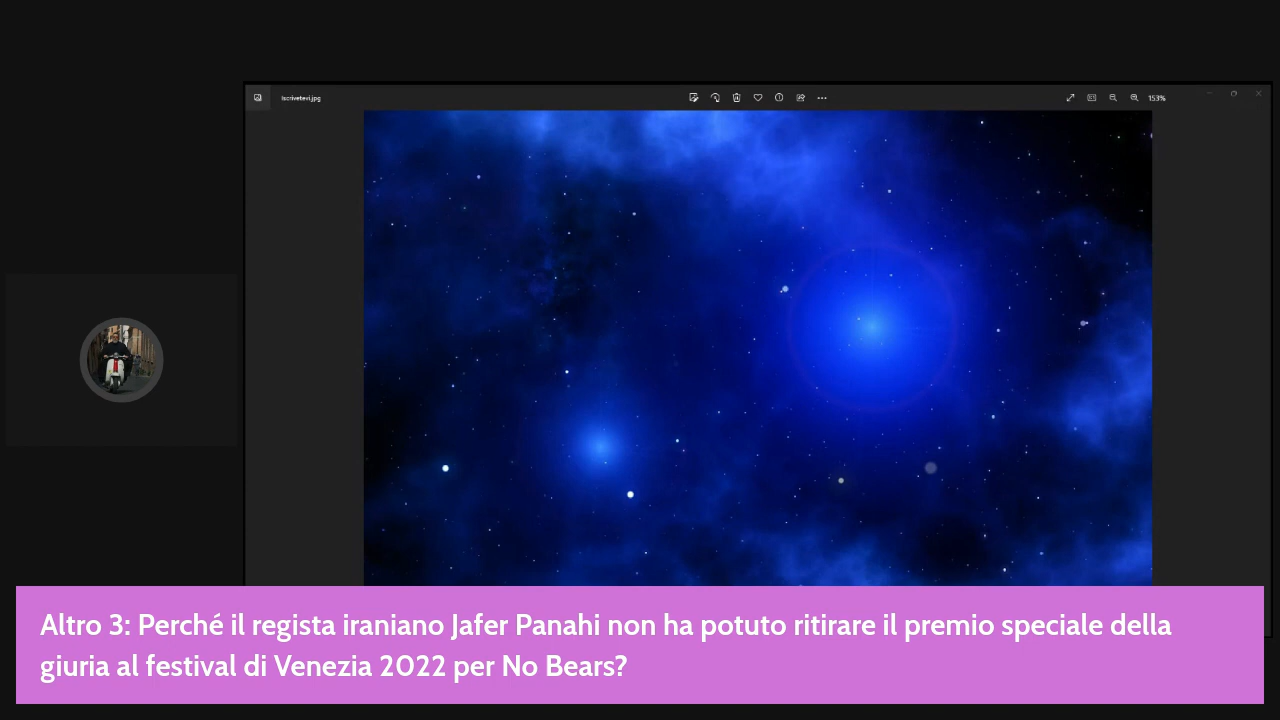 Iscrivetevi.jpg
153%
Altro 3: Perché il regista iraniano Jafer Panahi non ha potuto ritirare il premio speciale della
giuria al festival di Venezia 2022 per No Bears?